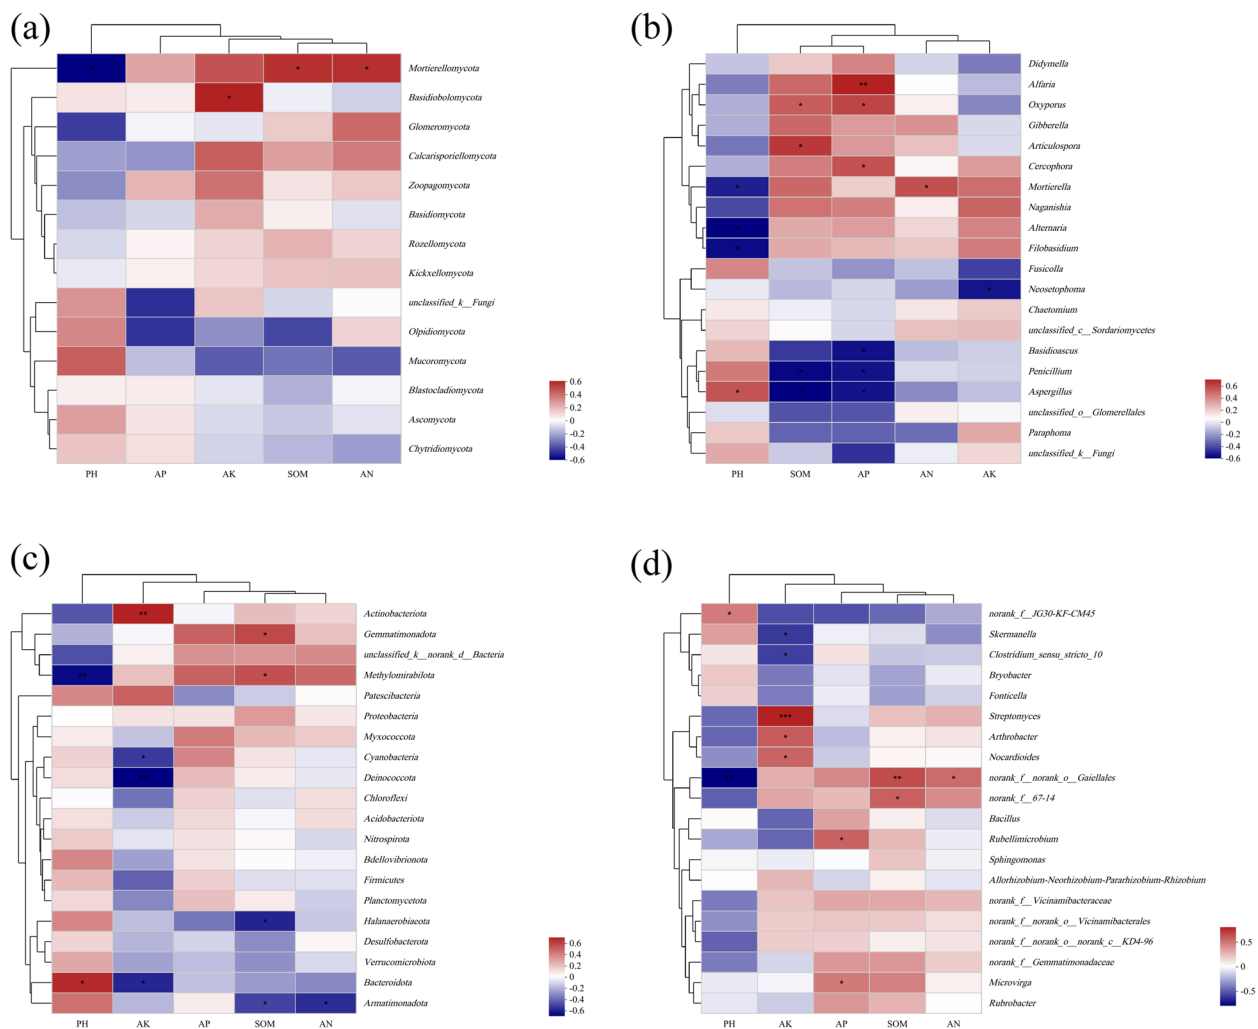 (a)
Mortierellomycota
*
*
Basidiobolomycota
*
Glomeromycota
Calcarisporiellomycota
Zoopagomycota
Basidiomycota
Rozellomycota
Kickxellomycota
unclassified_k__Fungi
Olpidiomycota
Mucoromycota
Blastocladiomycota
Ascomycota
Chytridiomycota
0.6
0.4
0.2
0
-0.2
-0.4
-0.6
PH AP AK SOM AN
(b)
Didymella
** Alfaria
* * Oxyporus
Gibberella
* Articulospora
* Cercophora
* * Mortierella
Naganishia
* Alternaria
* Filobasidium
Fusicolla
* Neosetophoma
Chaetomium
unclassified_c__Sordariomycetes
* Basidioascus
* * Penicillium
* * * Aspergillus
unclassified_o__Glomerellales
Paraphoma
unclassified_k__Fungi
0.6
0.4
0.2
0
-0.2
-0.4
-0.6
PH SOM AP AN AK
(c)
** Actinobacteriota
* Gemmatimonadota
unclassified_k__norank_d__Bacteria
** * Methylomirabilota
Patescibacteria
Proteobacteria
Myxococcota
* Cyanobacteria
** Deinococcota
Chloroflexi
Acidobacteriota
Nitrospirota
Bdellovibrionota
Firmicutes
Planctomycetota
* Halanaerobiaeota
Desulfobacterota
Verrucomicrobiota
* * Bacteroidota
* * Armatimonadota
0.6
0.4
0.2
0
-0.2
-0.4
-0.6
PH AK AP SOM AN
(d)
* norank_f__JG30-KF-CM45
* Skermanella
* Clostridium_sensu_stricto_10
Bryobacter
Fonticella
*** Streptomyces
* Arthrobacter
* Nocardioides
** ** * norank_f__norank_o__Gaiellales
* norank_f__67-14
Bacillus
* Rubellimicrobium
Sphingomonas
Allorhizobium-Neorhizobium-Pararhizobium-Rhizobium
norank_f__Vicinamibacteraceae
norank_f__norank_o__Vicinamibacterales
norank_f__norank_o__norank_c__KD4-96
norank_f__Gemmatimonadaceae
* Microvirga
Rubrobacter
0.5
0
-0.5
PH AK AP SOM AN